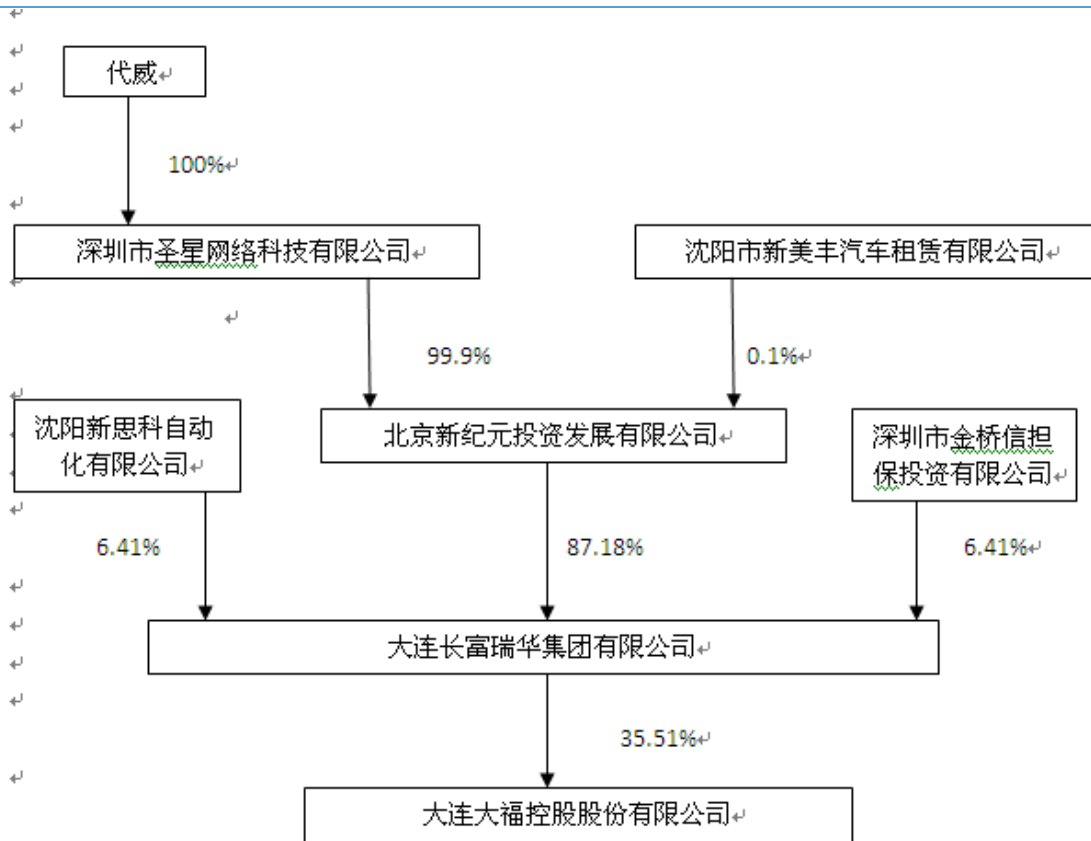 代威
100%
深圳市圣星网络科技有限公司
沈阳市新美丰汽车租赁有限公司
99.9%
0.1%
沈阳新思科自动
化有限公司
北京新纪元投资发展有限公司
深圳市金桥信担
保投资有限公司
6.41%
87.18%
6.41%
大连长富瑞华集团有限公司
35.51%
大连大福控股股份有限公司